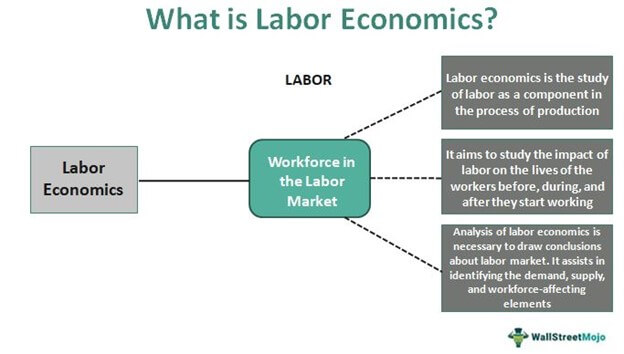 What is Labor Economics?
LABOR
Labor
Economics
Workforce in
the Labor
Market
Labor economics is the study
of labor as a component in
the process of production
It aims to study the impact of
labor on the lives of the
workers before, during, and
after they start working
Analysis of labor economics is
necessary to draw conclusions
about labor market. It assists in
identifying the demand, supply,
and workforce-affecting
elements
WallStreetMojo